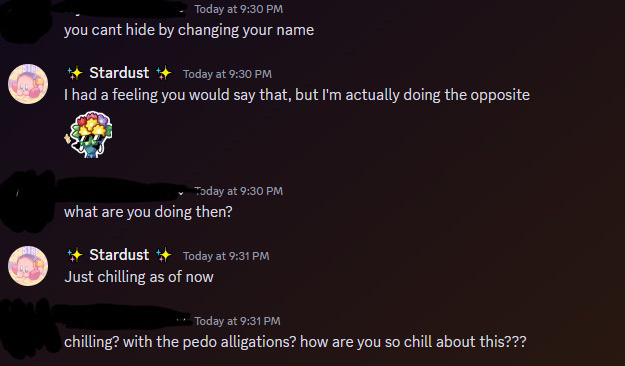 Today at 9:30 PM
you cant hide by changing your name
✨ Stardust ✨ Today at 9:30 PM
I had a feeling you would say that, but I'm actually doing the opposite
Today at 9:30 PM
what are you doing then?
✨ Stardust ✨ Today at 9:31 PM
Just chilling as of now
Today at 9:31 PM
chilling? with the pedo alligations? how are you so chill about this???